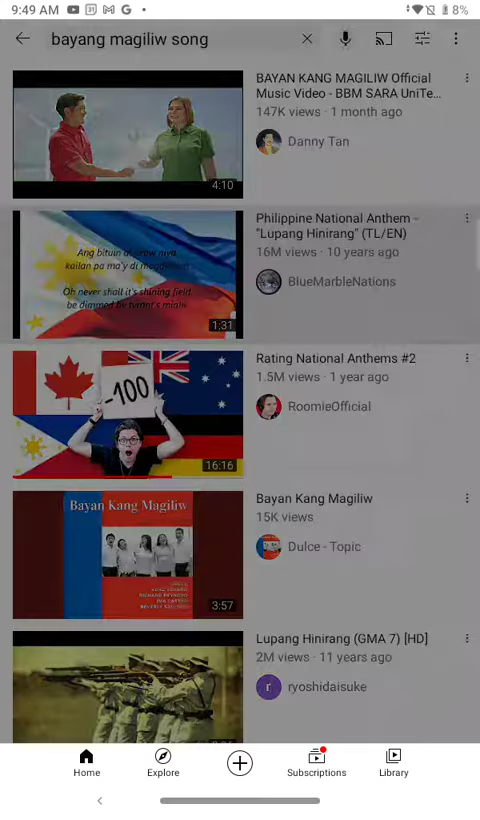 9:49 AM
31
G
8%
bayang magiliw song
BAYAN KANG MAGILIW Official
Music Video - BBM SARA UniTe...
147K views · 1 month ago
Danny Tan
4:10
Philippine National Anthem -
"Lupang Hinirang" (TL/EN)
16M views · 10 years ago
BlueMarbleNations
Ang bituin at araw niya
kailan pa ma'y di magdidilim
Oh never shall it's shining field
be dimmed by tyrant's might
1:31
Rating National Anthems #2
1.5M views · 1 year ago
RoomieOfficial
-100
16:16
Bayan Kang Magiliw
15K views
Dulce - Topic
Bayan Kang Magiliw
3:57
Lupang Hinirang (GMA 7) [HD]
2M views · 11 years ago
r
ryoshidaisuke
Home
Explore
Subscriptions
Library